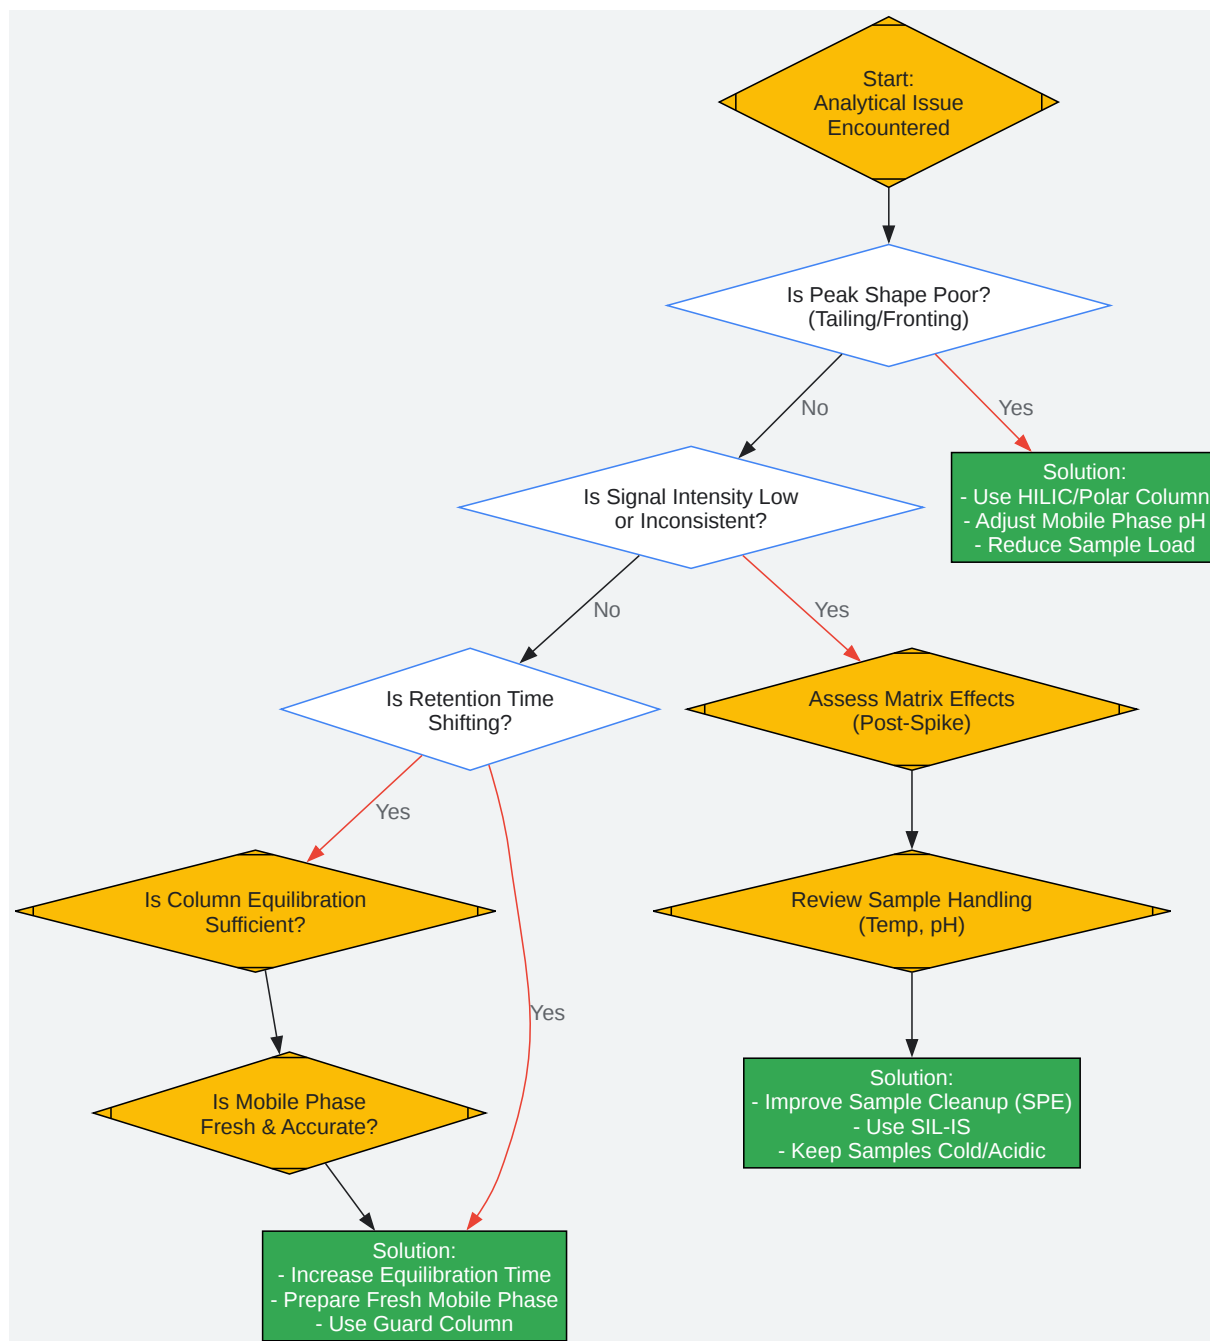 Start:
Analytical Issue
Encountered
Is Peak Shape Poor?
(Tailing/Fronting)
No
Yes
Is Signal Intensity Low
or Inconsistent?
Solution:
- Use HILIC/Polar Column
- Adjust Mobile Phase pH
- Reduce Sample Load
No
Yes
Is Retention Time
Shifting?
Assess Matrix Effects
(Post-Spike)
Yes
Is Column Equilibration
Sufficient?
Review Sample Handling
(Temp, pH)
Yes
Is Mobile Phase
Fresh & Accurate?
Solution:
- Improve Sample Cleanup (SPE)
- Use SIL-IS
- Keep Samples Cold/Acidic
Solution:
- Increase Equilibration Time
- Prepare Fresh Mobile Phase
- Use Guard Column